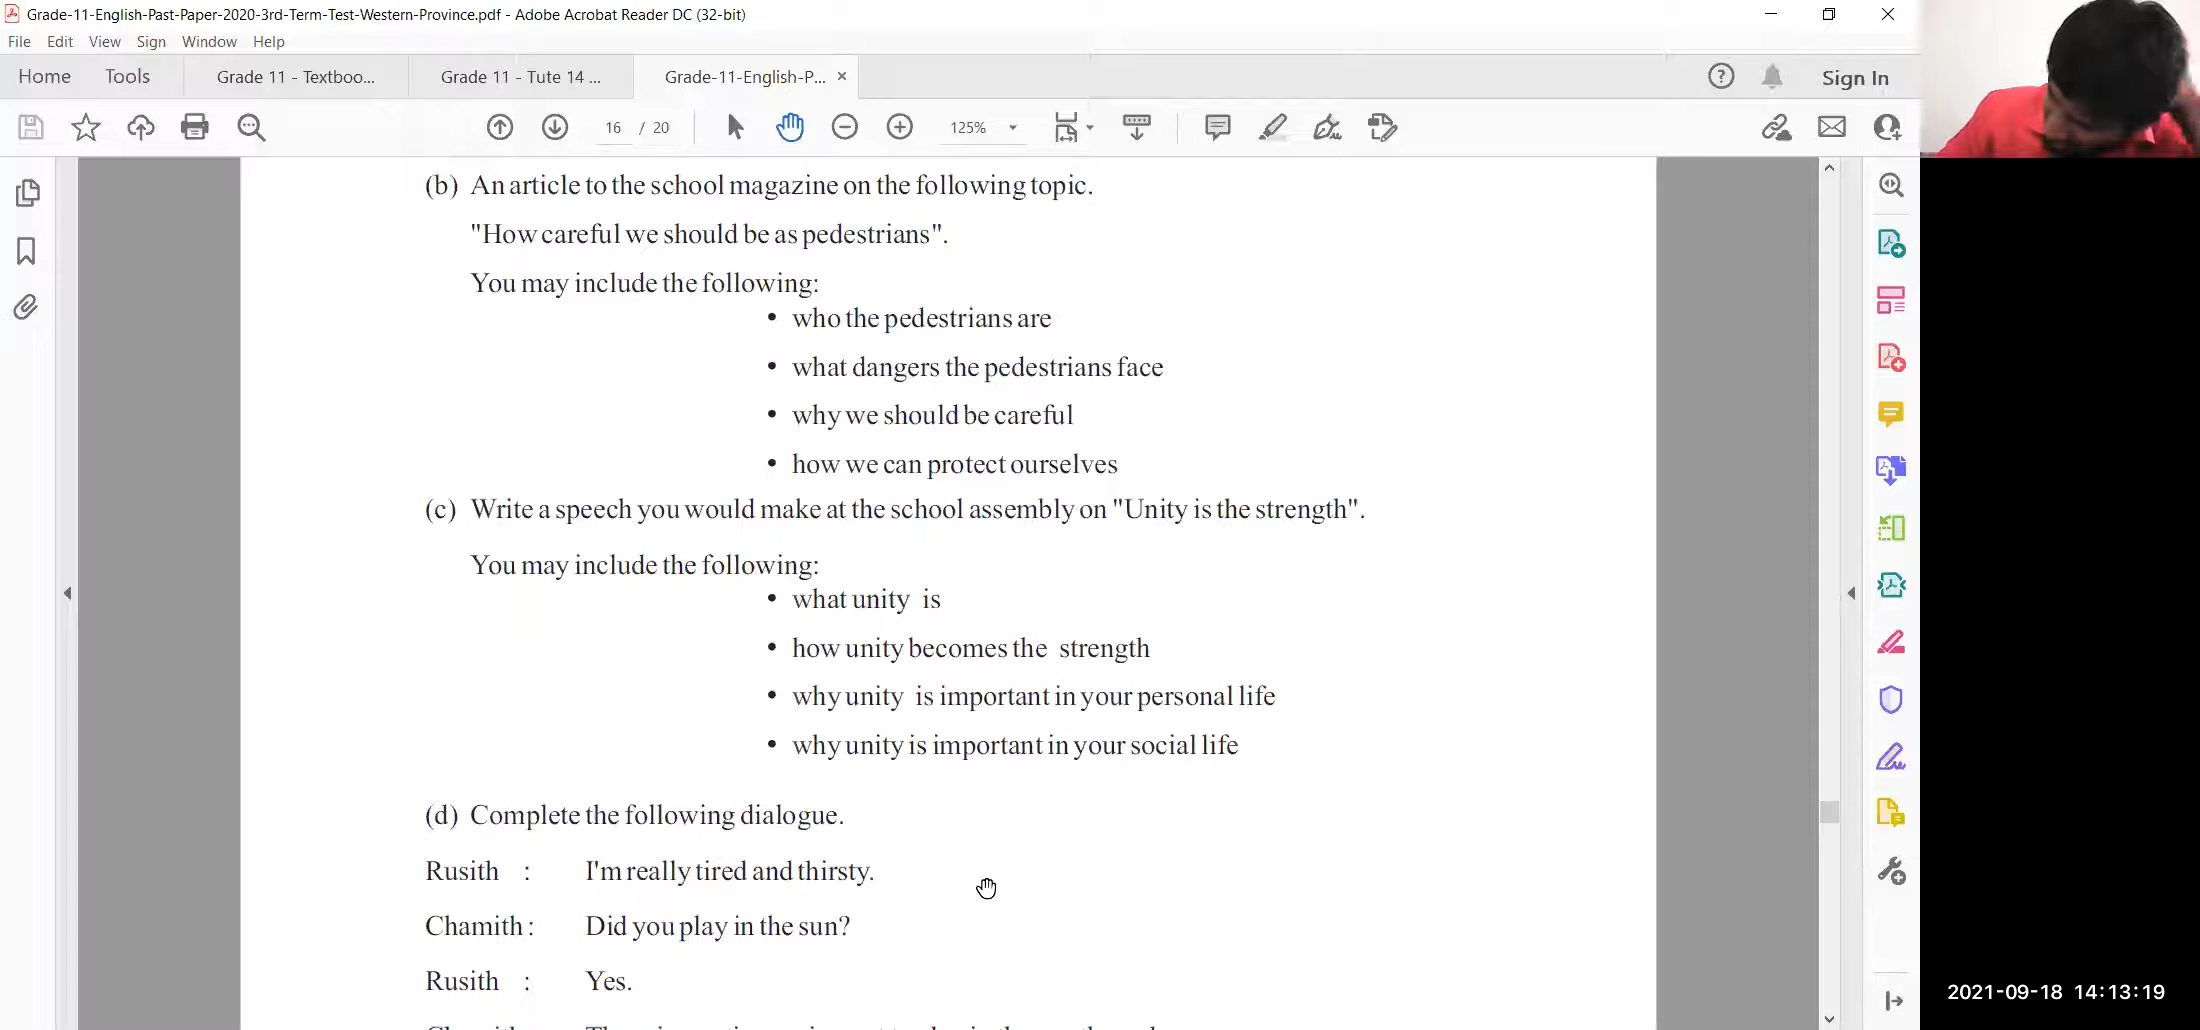 Grade-11-English-Past-Paper-2020-3rd-Term-Test-Western-Province.pdf - Adobe Acrobat Reader DC (32-bit)
File Edit View Sign Window Help
Home Tools Grade 11 - Textboo... Grade 11 - Tute 14 ... Grade-11-English-P... × Sign In
16 / 20 125%
(b) An article to the school magazine on the following topic.
"How careful we should be as pedestrians".
You may include the following:
• who the pedestrians are
• what dangers the pedestrians face
• why we should be careful
• how we can protect ourselves
(c) Write a speech you would make at the school assembly on "Unity is the strength".
You may include the following:
• what unity is
• how unity becomes the strength
• why unity is important in your personal life
• why unity is important in your social life
(d) Complete the following dialogue.
Rusith : I'm really tired and thirsty.
Chamith : Did you play in the sun?
Rusith : Yes.
2021-09-18 14:13:19